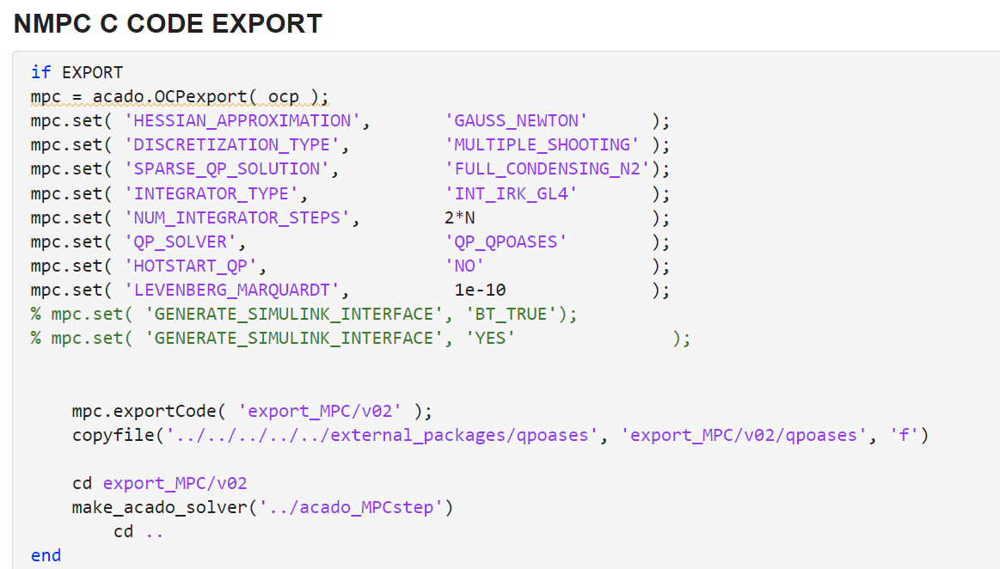 NMPC C CODE EXPORT
if EXPORT
mpc = acado.OCPexport( ocp );
mpc.set( 'HESSIAN_APPROXIMATION',       'GAUSS_NEWTON'      );
mpc.set( 'DISCRETIZATION_TYPE',         'MULTIPLE_SHOOTING' );
mpc.set( 'SPARSE_QP_SOLUTION',          'FULL_CONDENSING_N2');
mpc.set( 'INTEGRATOR_TYPE',             'INT_IRK_GL4'       );
mpc.set( 'NUM_INTEGRATOR_STEPS',        2*N                 );
mpc.set( 'QP_SOLVER',                   'QP_QPOASES'        );
mpc.set( 'HOTSTART_QP',                 'NO'                );
mpc.set( 'LEVENBERG_MARQUARDT',          1e-10              );
% mpc.set( 'GENERATE_SIMULINK_INTERFACE', 'BT_TRUE');
% mpc.set( 'GENERATE_SIMULINK_INTERFACE', 'YES'               );
    mpc.exportCode( 'export_MPC/v02' );
    copyfile('../../../../../external_packages/qpoases', 'export_MPC/v02/qpoases', 'f')
    cd export_MPC/v02
    make_acado_solver('../acado_MPCstep')
        cd ..
end